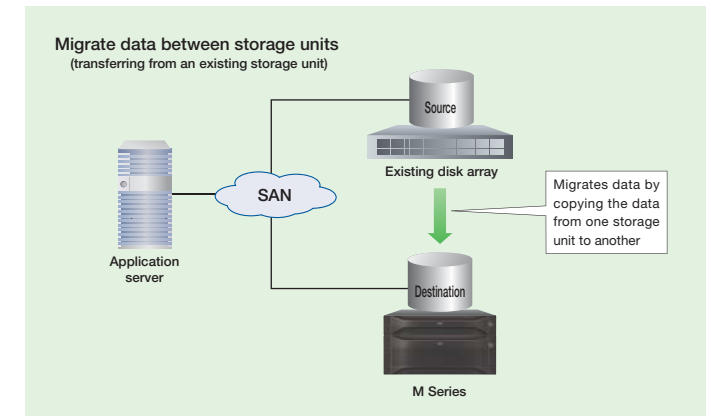 Migrate data between storage units
(transferring from an existing storage unit)
Source
Existing disk array
SAN
Migrates data by
copying the data
from one storage
unit to another
Application
server
Destination
M Series